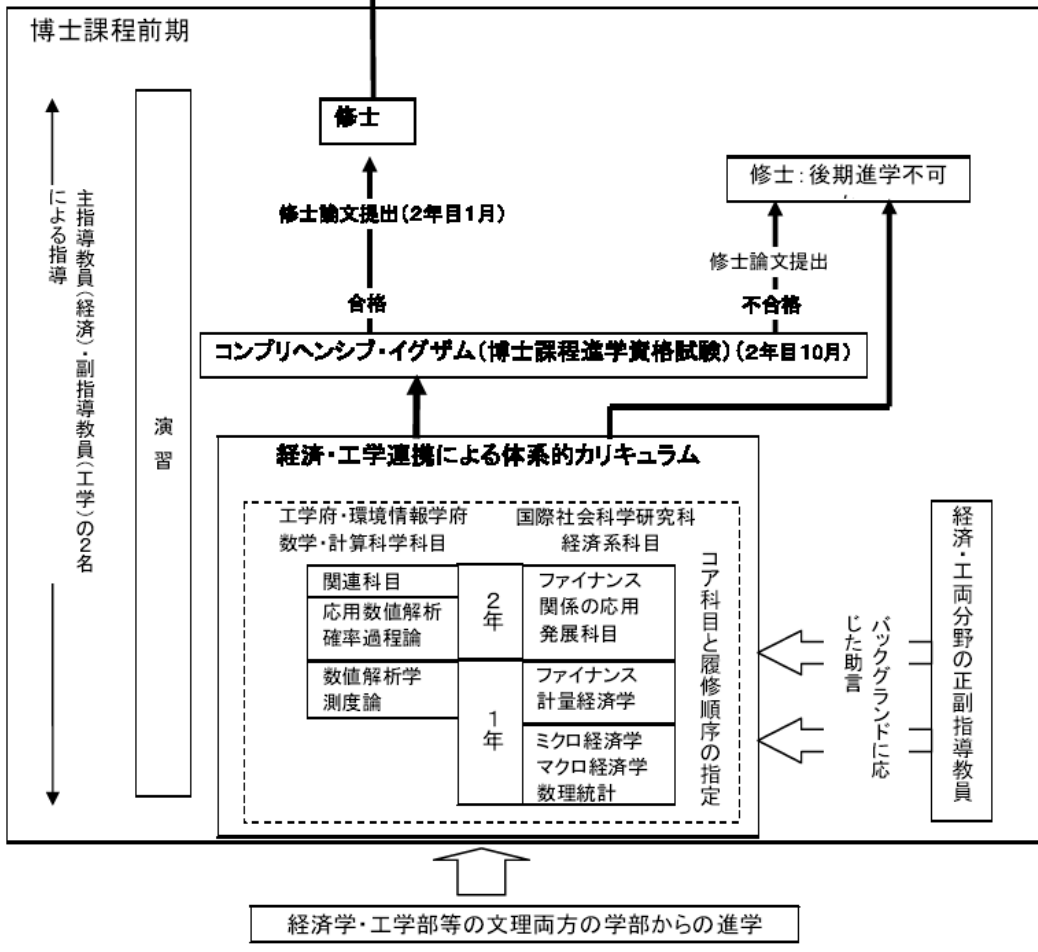 博士課程前期
修士
修士：後期進学不可
修士論文提出（2年目1月）
修士論文提出
合格
不合格
コンプリヘンシブ・イグザム（博士課程進学資格試験）（2年目10月）
主指導教員（経済）・副指導教員（工学）の２名
による指導
演習
経済・工学連携による体系的カリキュラム
工学府・環境情報学府
数学・計算科学科目
国際社会科学研究科
経済系科目
関連科目
応用数値解析
確率過程論
数値解析学
測度論
２年
１年
ファイナンス
関係の応用
発展科目
ファイナンス
計量経済学
ミクロ経済学
マクロ経済学
数理統計
コア科目と履修順序の指定
バックグランドに応
じた助言
経済・工両分野の正副指導教員
経済学・工学部等の文理両方の学部からの進学